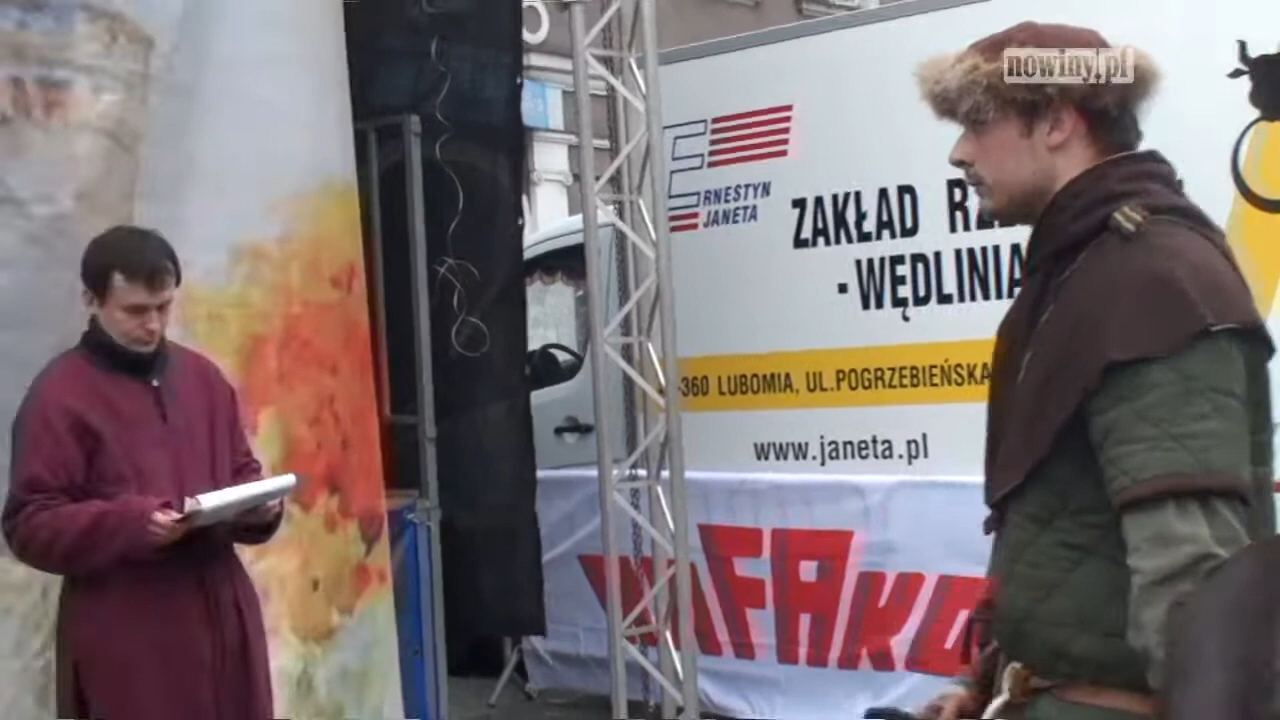 nowiny.pl
ERNESTYN
JANETA
ZAKŁAD
-WĘDLINIA
-360 LUBOMIA, UL.POGRZEBIEŃSKA
www.janeta.pl